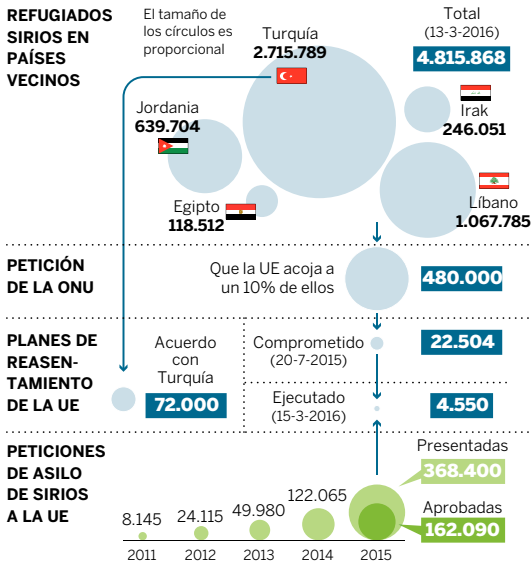 REFUGIADOS
SIRIOS EN
PAÍSES
VECINOS
El tamaño de
los círculos es
proporcional
Turquía
2.715.789
Total
(13-3-2016)
4.815.868
Jordania
639.704
Irak
246.051
Egipto
118.512
Líbano
1.067.785
PETICIÓN
DE LA ONU
Que la UE acoja a
un 10% de ellos
480.000
PLANES DE
REASEN-
TAMIENTO
DE LA UE
Acuerdo
con
Turquía
72.000
Comprometido
(20-7-2015)
22.504
Ejecutado
(15-3-2016)
4.550
PETICIONES
DE ASILO
DE SIRIOS
A LA UE
Presentadas
368.400
Aprobadas
162.090
8.145
24.115
49.980
122.065
2011
2012
2013
2014
2015